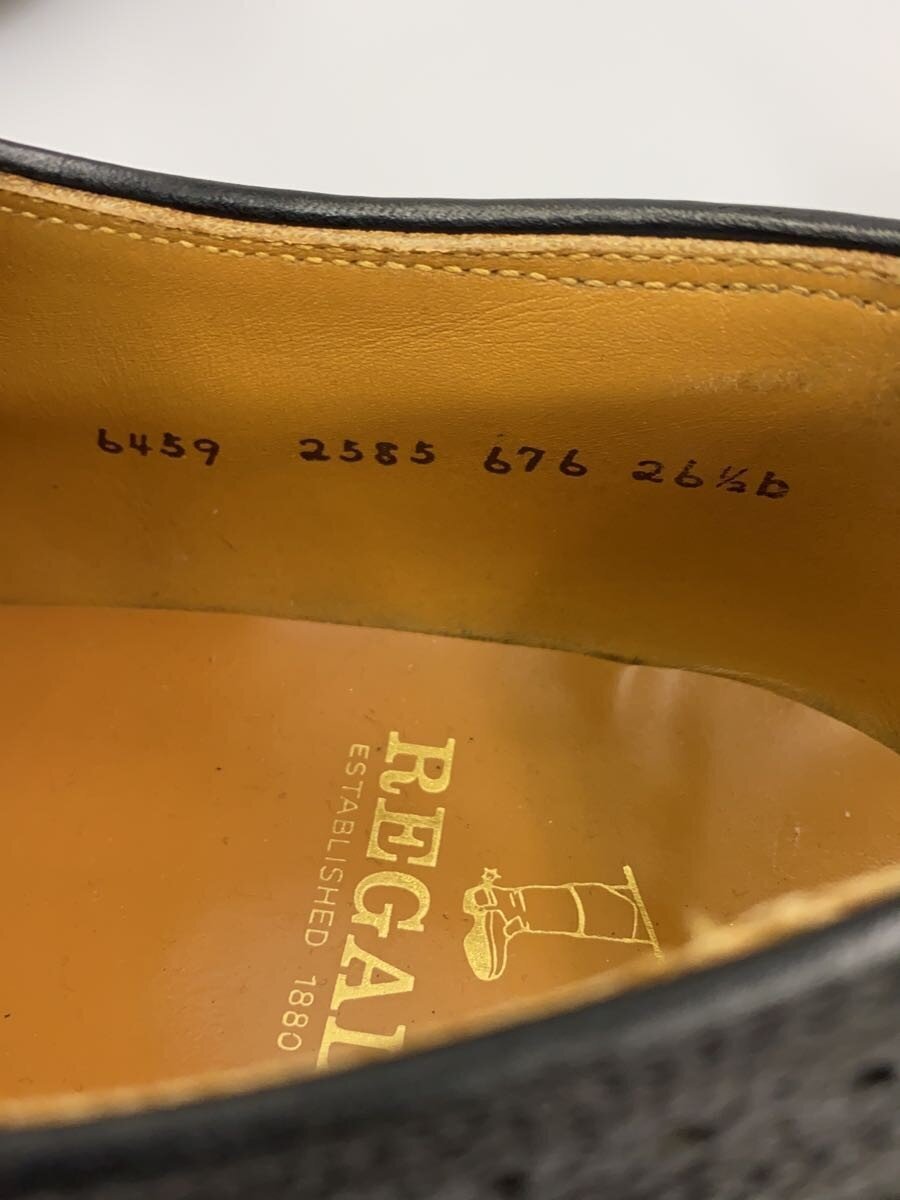 6459 2585 676 26½b
REGAL
ESTABLISHED 1880